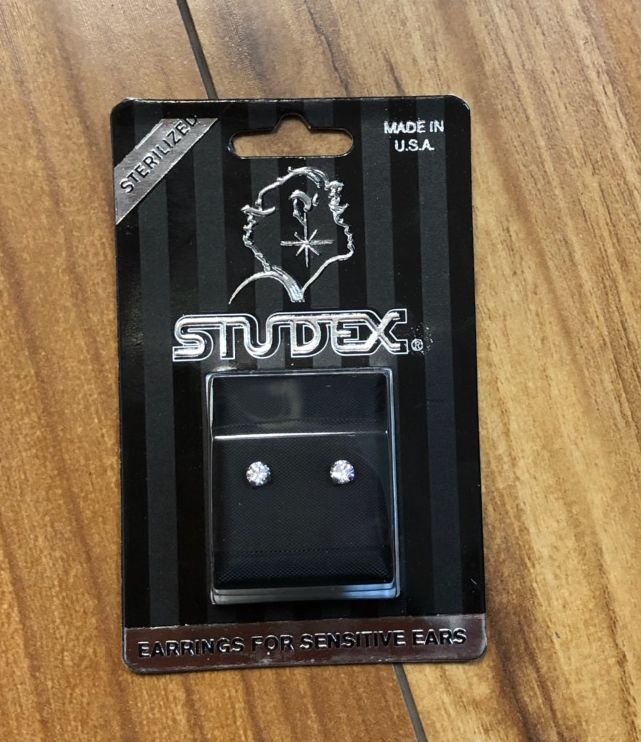 STERILIZED
MADE IN
U.S.A.
STUDEX®
EARRINGS FOR SENSITIVE EARS